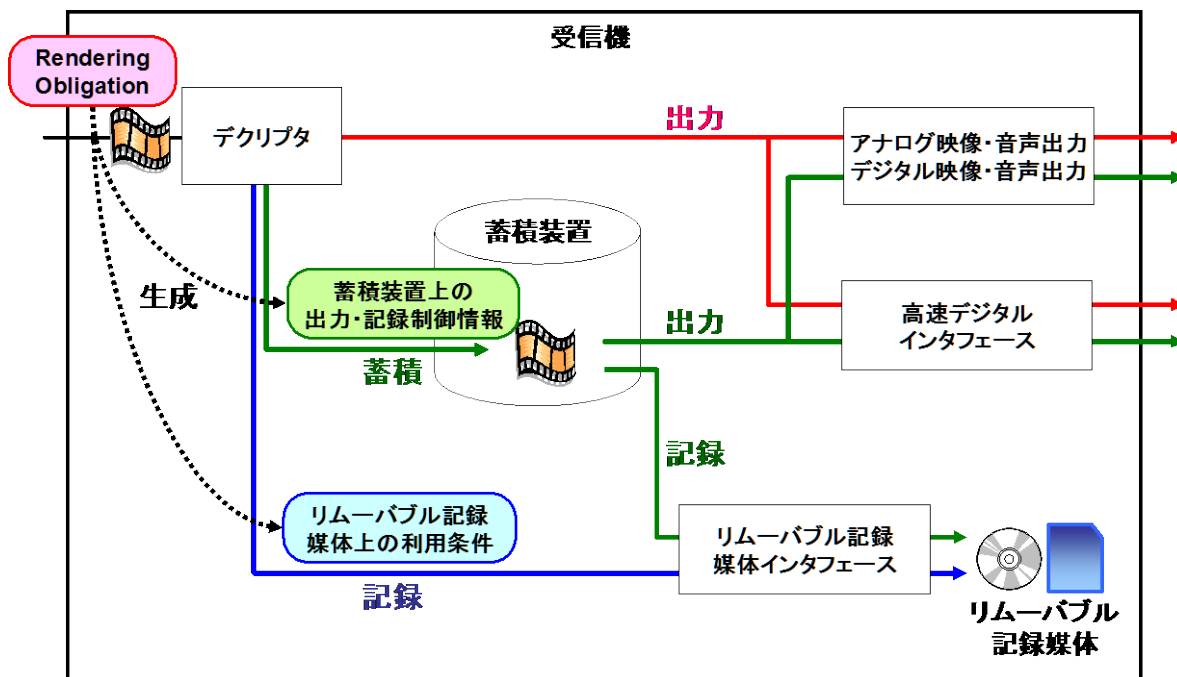 受信機
Rendering
Obligation
デクリプタ
出力
アナログ映像・音声出力
デジタル映像・音声出力
蓄積装置
生成
蓄積装置上の
出力・記録制御情報
出力
高速デジタル
インタフェース
蓄積
記録
リムーバブル記録
媒体上の利用条件
リムーバブル記録
媒体インタフェース
記録
リムーバブル
記録媒体